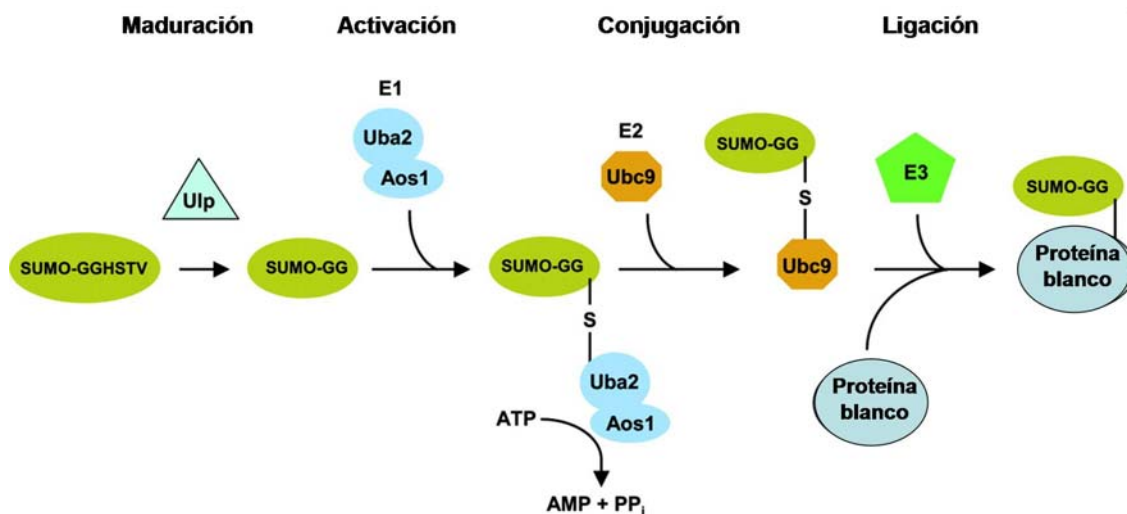 Maduración
Activación
Conjugación
Ligación
E1
Uba2
Aos1
E2
Ubc9
SUMO-GG
S
Ubc9
E3
SUMO-GG
Proteína
blanco
Ulp
SUMO-GGHSTV
SUMO-GG
SUMO-GG
S
Uba2
Aos1
ATP
AMP + PPi
Proteína
blanco